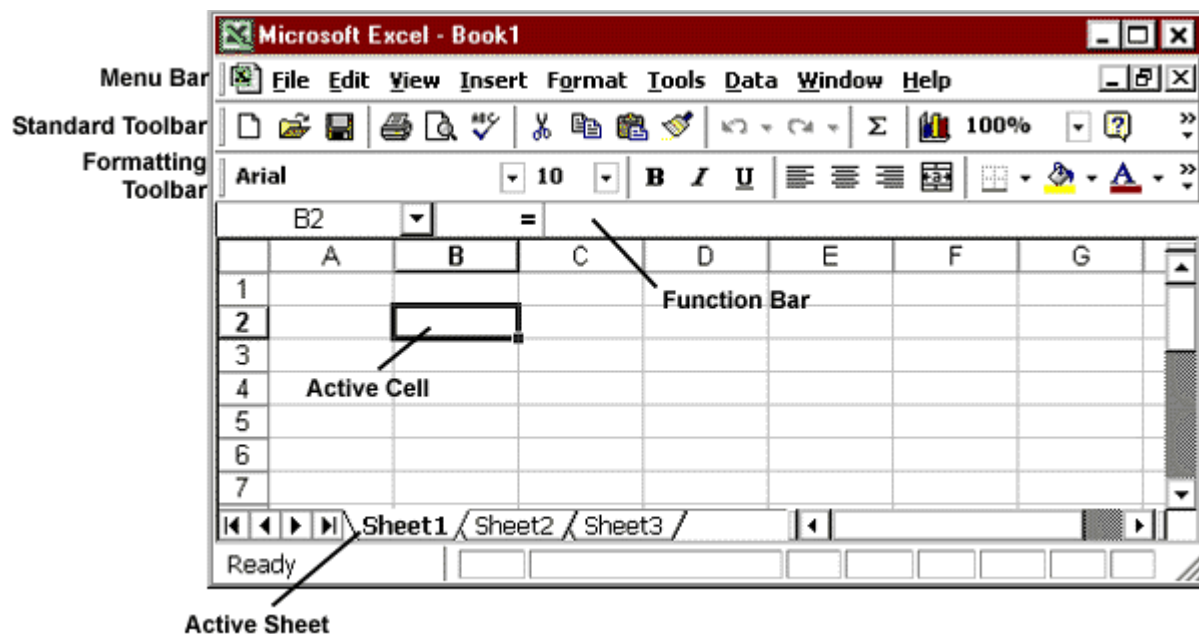 Microsoft Excel - Book1
Menu Bar
File Edit View Insert Format Tools Data Window Help
Standard Toolbar
ABC
Σ
100%
?
Formatting
Toolbar
Arial
10
B I U
a
A
B2
=
A B C D E F G
1
Function Bar
2
3
Active Cell
4
5
6
7
Sheet1 Sheet2 Sheet3
Ready
Active Sheet